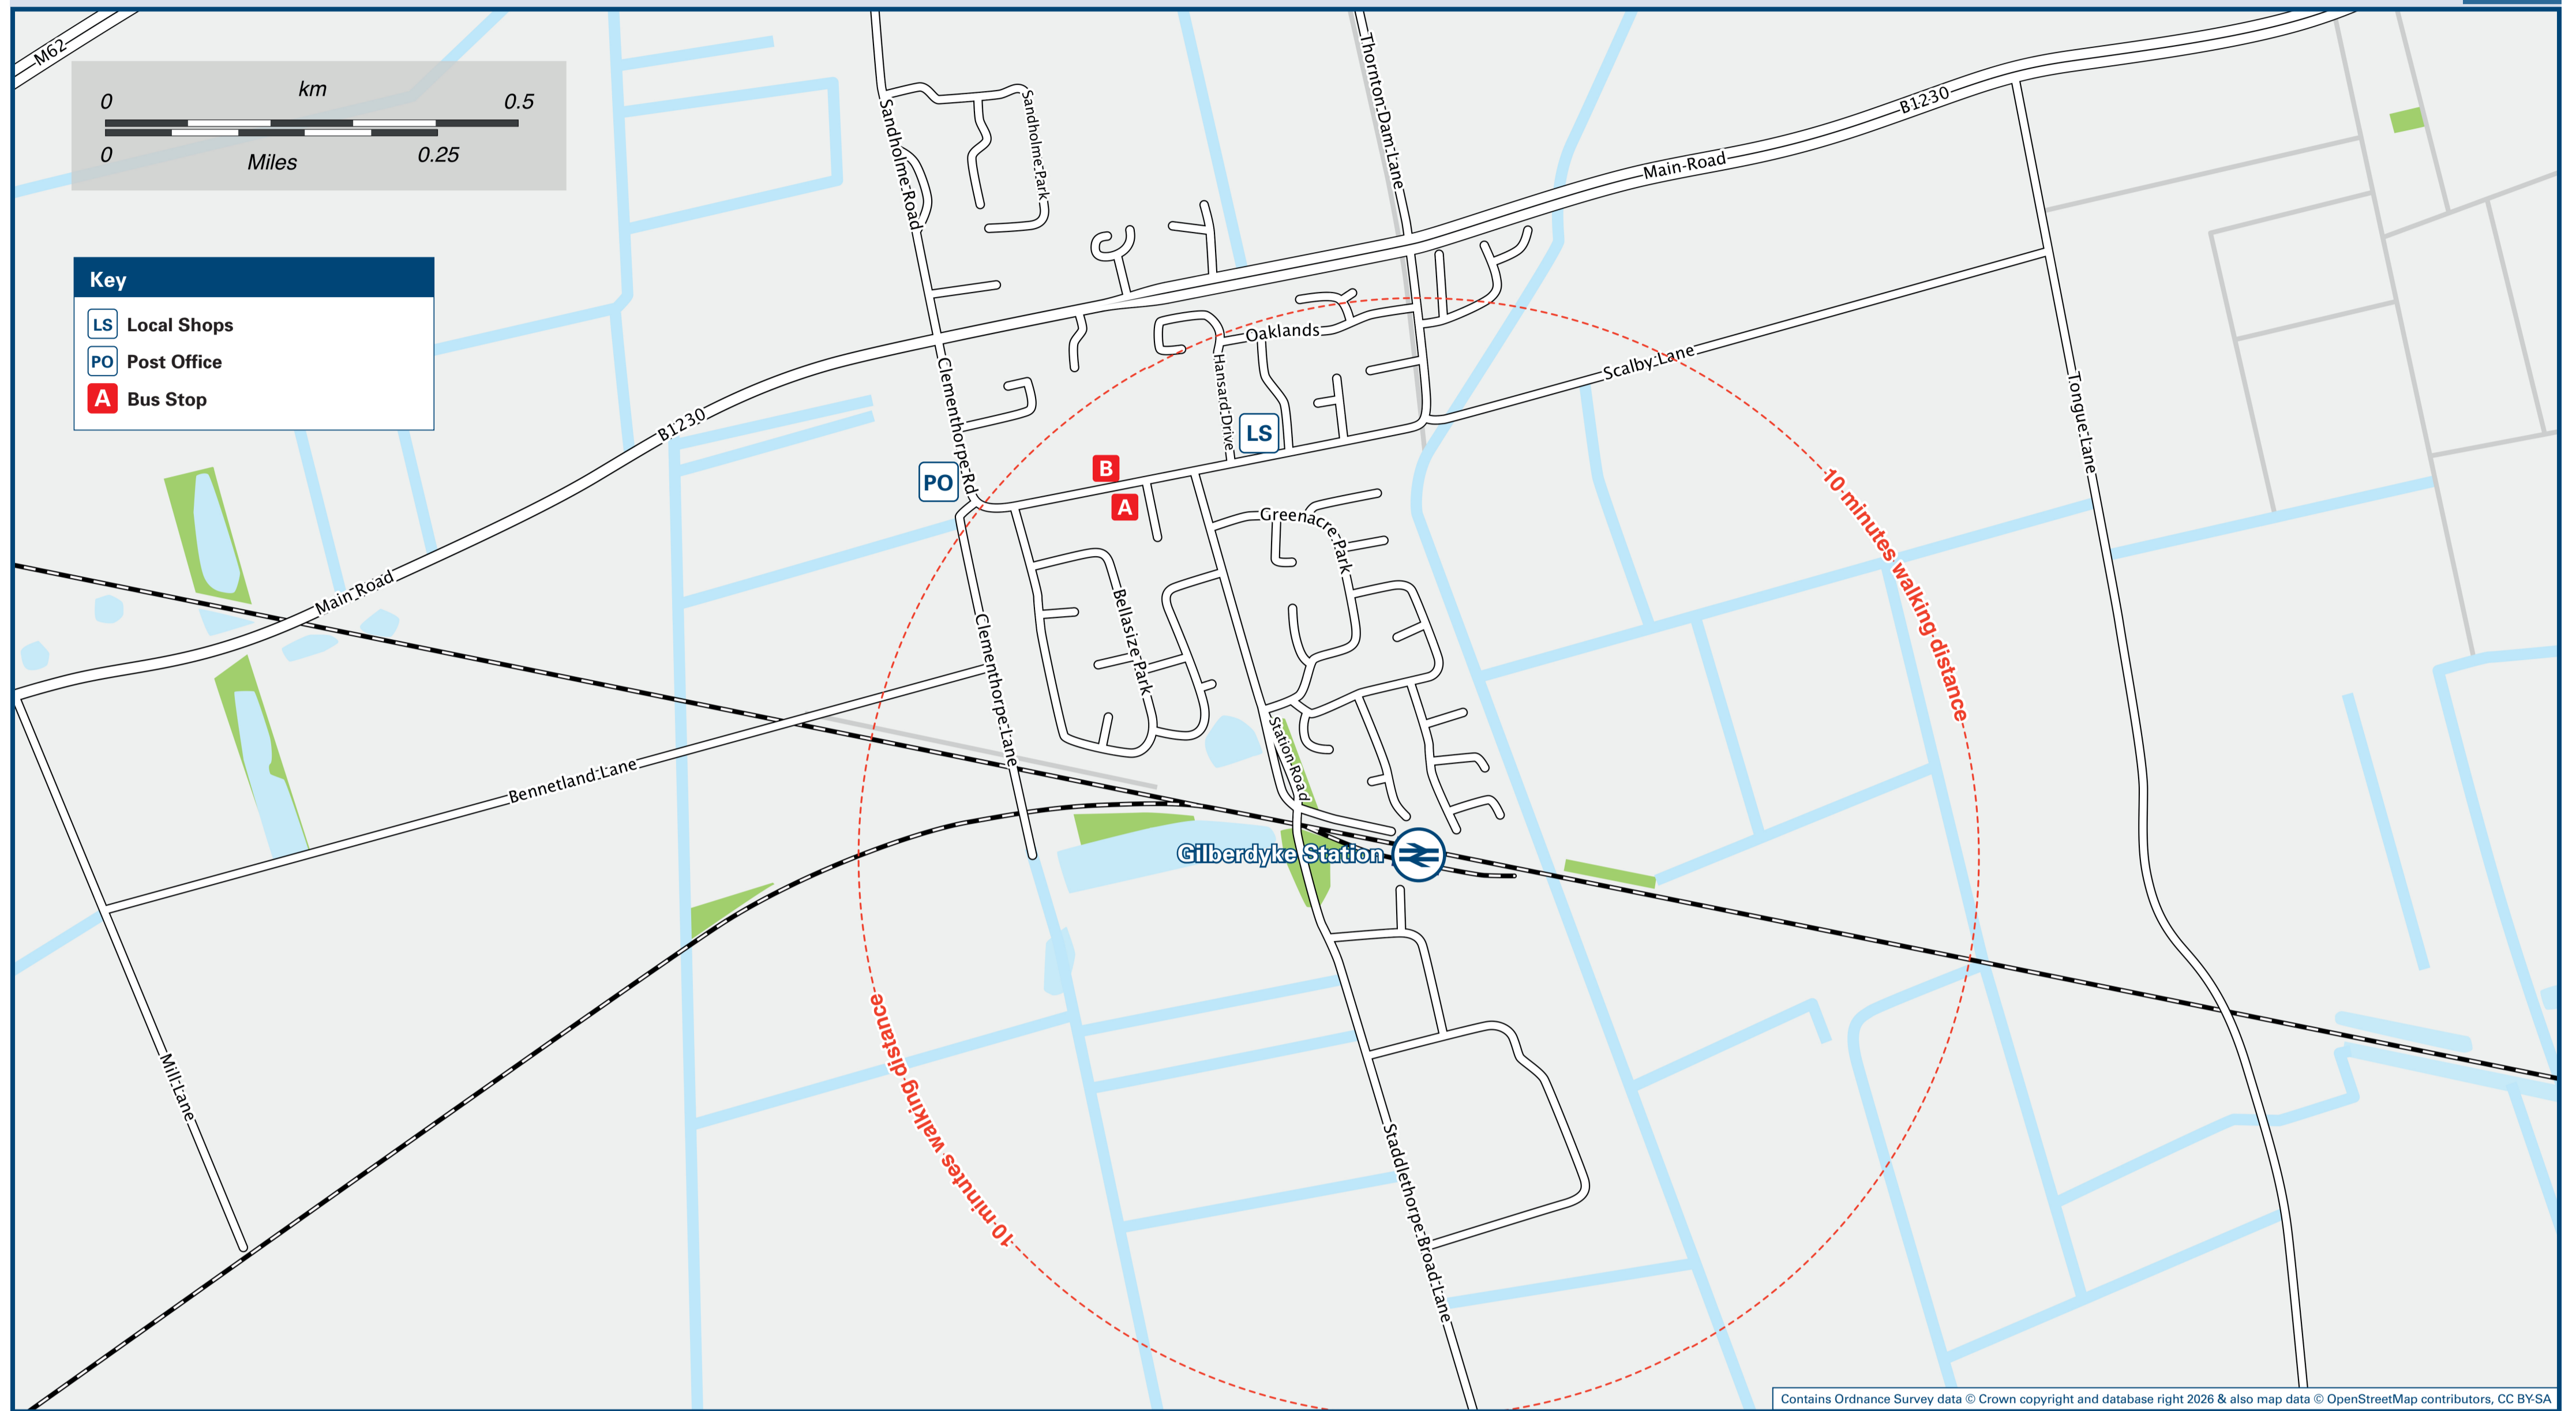 M62
km
0
0.5
0
0.25
Miles
Key
LS Local Shops
PO Post Office
A Bus Stop
Sandholme Road
Sandholme Park
Thornton Dam Lane
Main Road
B1230
Scalby Lane
Tongue Lane
Oaklands
Hansard Drive
Clementhorpe Rd
B1230
LS
PO
B
A
Greenacre Park
Bellasize Park
Main Road
Clementhorpe Lane
Bennetland Lane
Station Road
10 minutes walking distance
Gilberdyke Station
10 minutes walking distance
Mill Lane
Staddlethorpe Broad Lane
Contains Ordnance Survey data © Crown copyright and database right 2026 & also map data © OpenStreetMap contributors, CC BY-SA